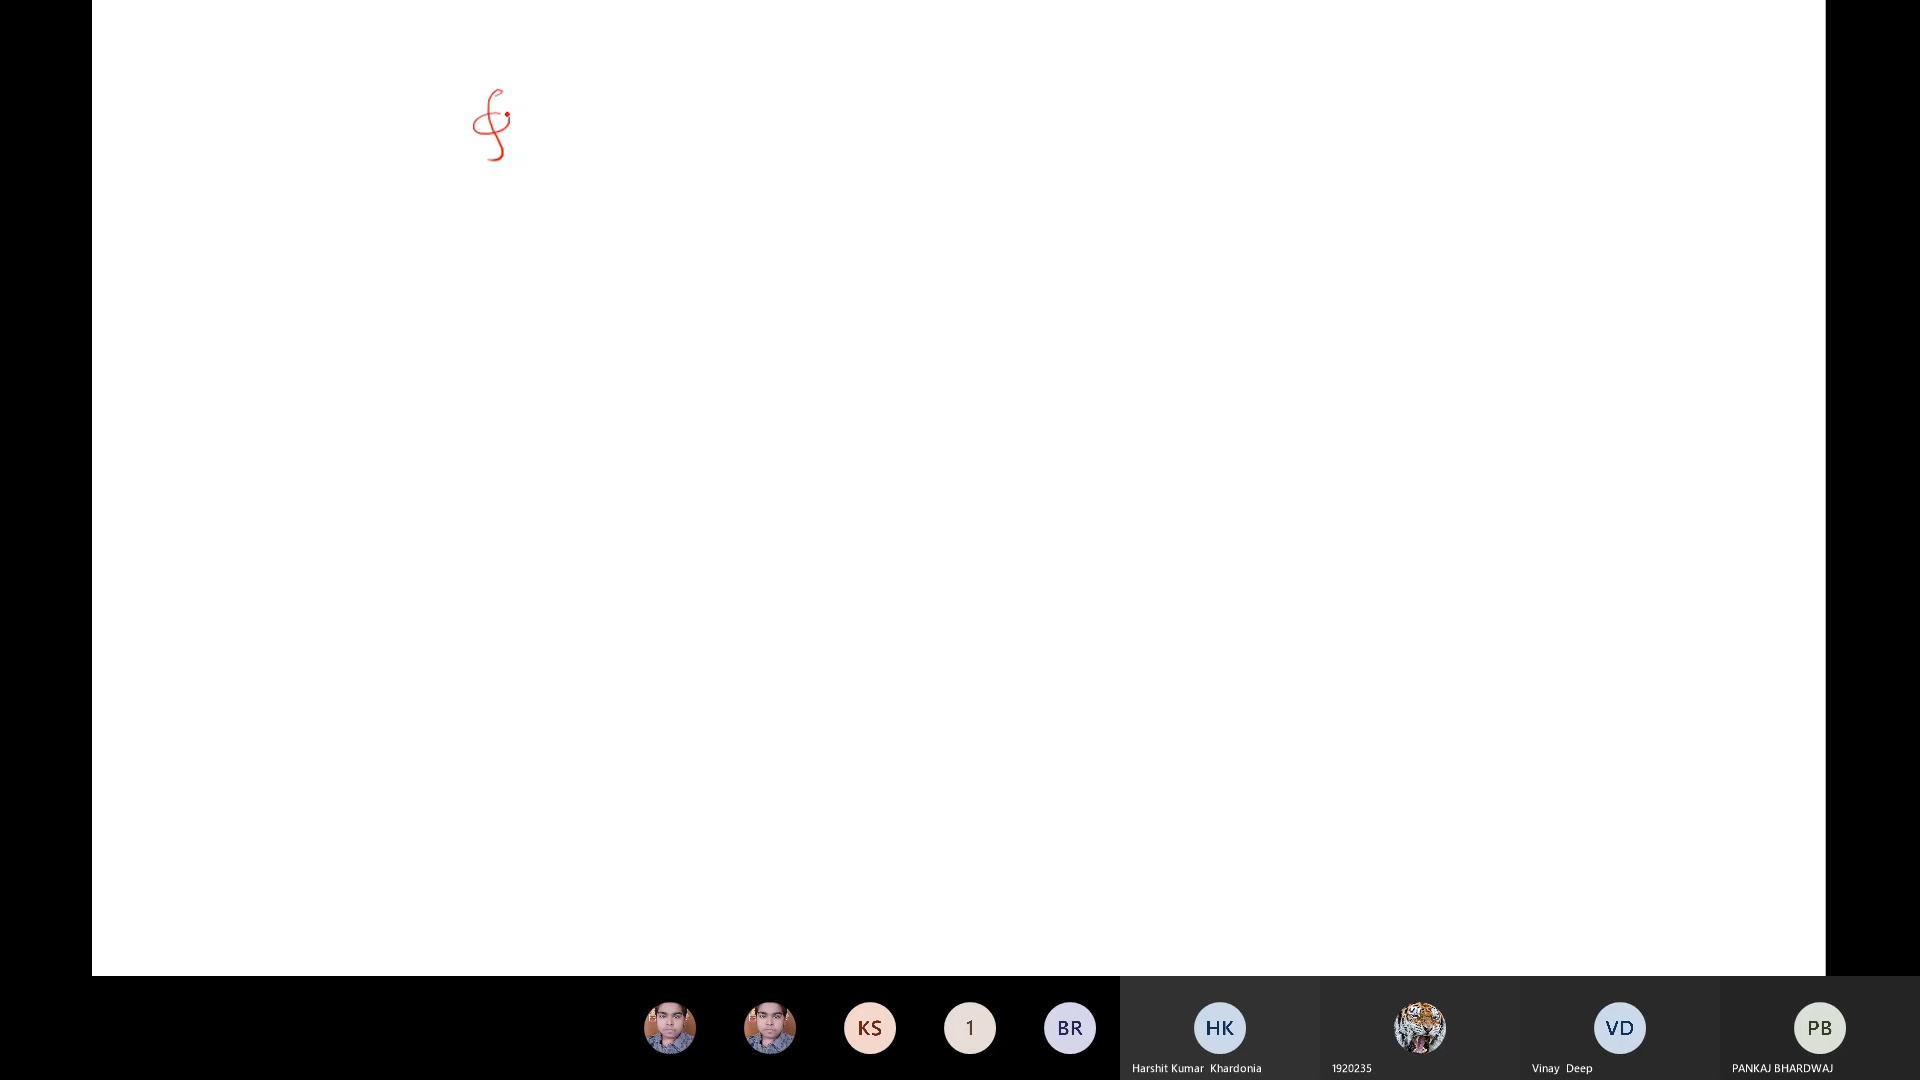 ∮
KS
1
BR
HK
VD
PB
Harshit Kumar Khardonia
1920235
Vinay Deep
PANKAJ BHARDWAJ